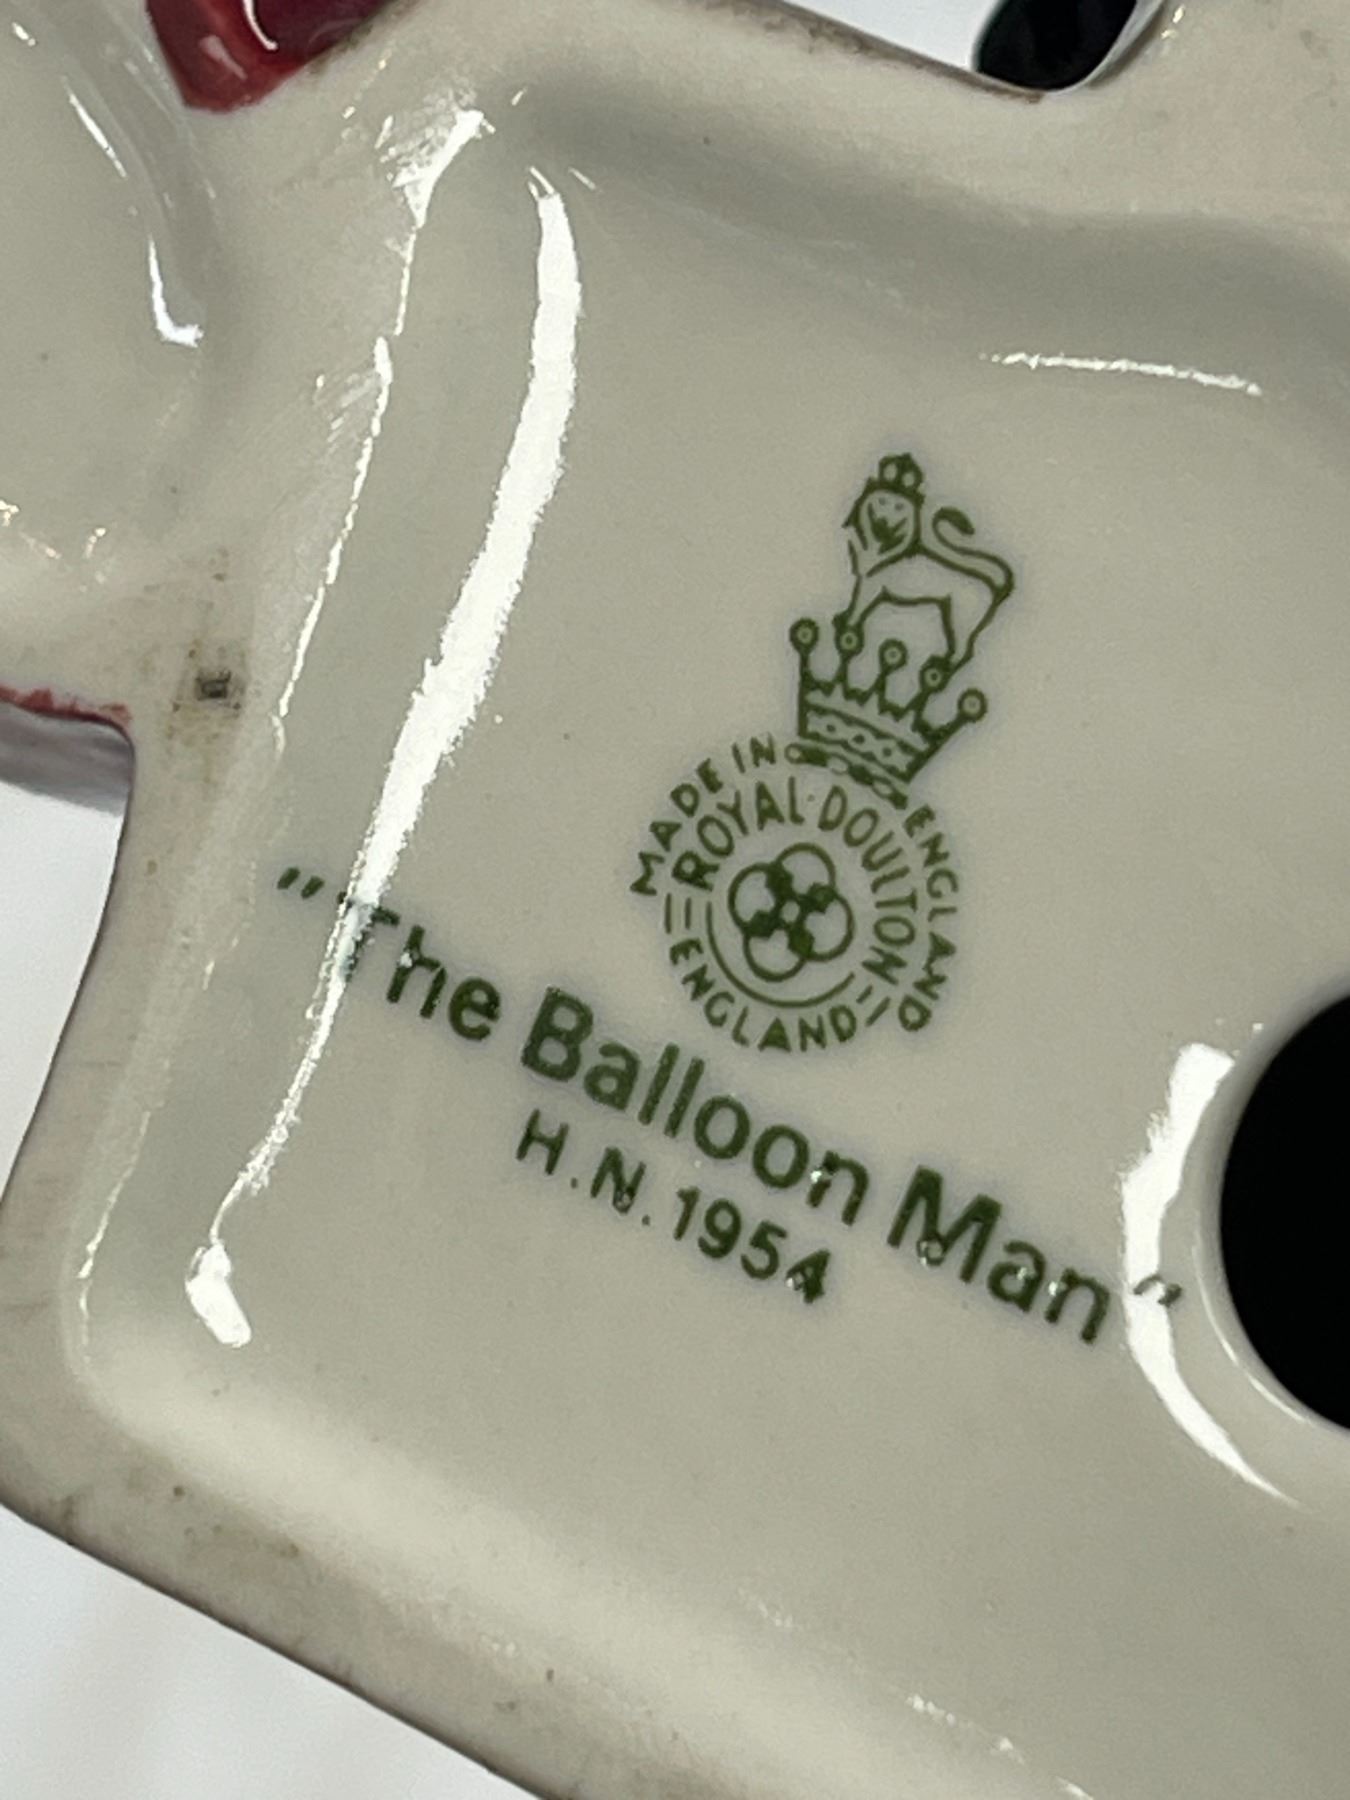 MADE IN ENGLAND
ROYAL·DOULTON
ENGLAND
"The Balloon Man"
H.N.1954